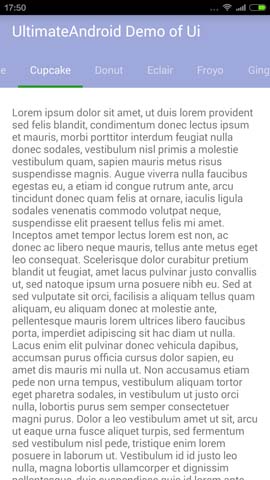 17:50
UltimateAndroid Demo of Ui
e Cupcake Donut Eclair Froyo Ging
Lorem ipsum dolor sit amet, ut duis lorem provident
sed felis blandit, condimentum donec lectus ipsum
et mauris, morbi porttitor interdum feugiat nulla
donec sodales, vestibulum nisl primis a molestie
vestibulum quam, sapien mauris metus risus
suspendisse magnis. Augue viverra nulla faucibus
egestas eu, a etiam id congue rutrum ante, arcu
tincidunt donec quam felis at ornare, iaculis ligula
sodales venenatis commodo volutpat neque,
suspendisse elit praesent tellus felis mi amet.
Inceptos amet tempor lectus lorem est non, ac
donec ac libero neque mauris, tellus ante metus eget
leo consequat. Scelerisque dolor curabitur pretium
blandit ut feugiat, amet lacus pulvinar justo convallis
ut, sed natoque ipsum urna posuere nibh eu. Sed at
sed vulputate sit orci, facilisis a aliquam tellus quam
aliquam, eu aliquam donec at molestie,
pellentesque mauris lorem ultrices libero faucibus
porta, imperdiet adipiscing sit hac diam ut nulla.
Lacus enim elit pulvinar donec vehicula dapibus,
accumsan purus officia cursus dolor sapien, eu
amet dis mauris mi nulla ut. Non accusamus etiam
pede non urna tempus, vestibulum aliquam tortor
eget pharetra sodales, in vestibulum ut justo orci
nulla, lobortis purus sem semper consectetuer
magni purus. Dolor a leo vestibulum amet ut sit, arcu
ut eaque urna fusce aliquet turpis, sed fermentum
sed vestibulum nisl pede, tristique enim lorem
posuere in laborum ut. Vestibulum id id justo leo
nulla, magna lobortis ullamcorper et dignissim
pellentesque, duis suspendisse quis id lorem ante